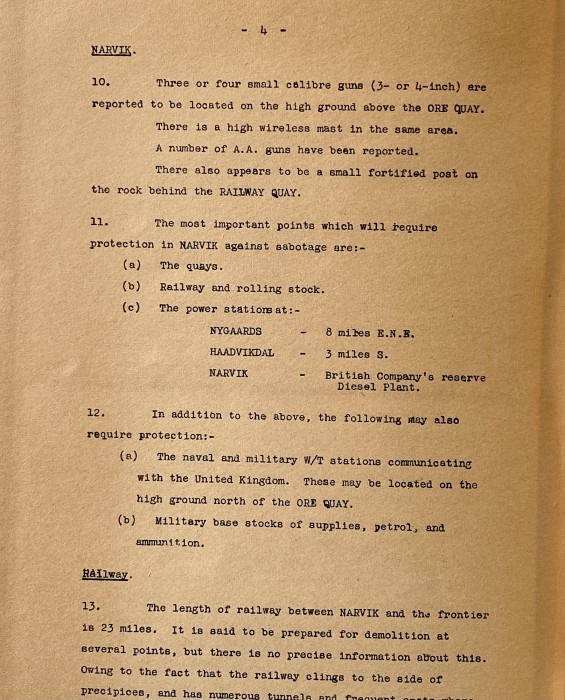 - 4 -
NARVIK.
10. Three or four small calibre guns (3- or 4-inch) are
reported to be located on the high ground above the ORE QUAY.
There is a high wireless mast in the same area.
A number of A.A. guns have been reported.
There also appears to be a small fortified post on
the rock behind the RAILWAY QUAY.
11. The most important points which will require
protection in NARVIK against sabotage are:-
(a) The quays.
(b) Railway and rolling stock.
(c) The power stations at:-
NYGAARDS - 8 miles E.N.E.
HAADVIKDAL - 3 miles S.
NARVIK - British Company's reserve
Diesel Plant.
12. In addition to the above, the following may also
require protection:-
(a) The naval and military W/T stations communicating
with the United Kingdom. These may be located on the
high ground north of the ORE QUAY.
(b) Military base stocks of supplies, petrol, and
ammunition.
Railway.
13. The length of railway between NARVIK and the frontier
is 23 miles. It is said to be prepared for demolition at
several points, but there is no precise information about this.
Owing to the fact that the railway clings to the side of
precipices, and has numerous tunnels and frequent